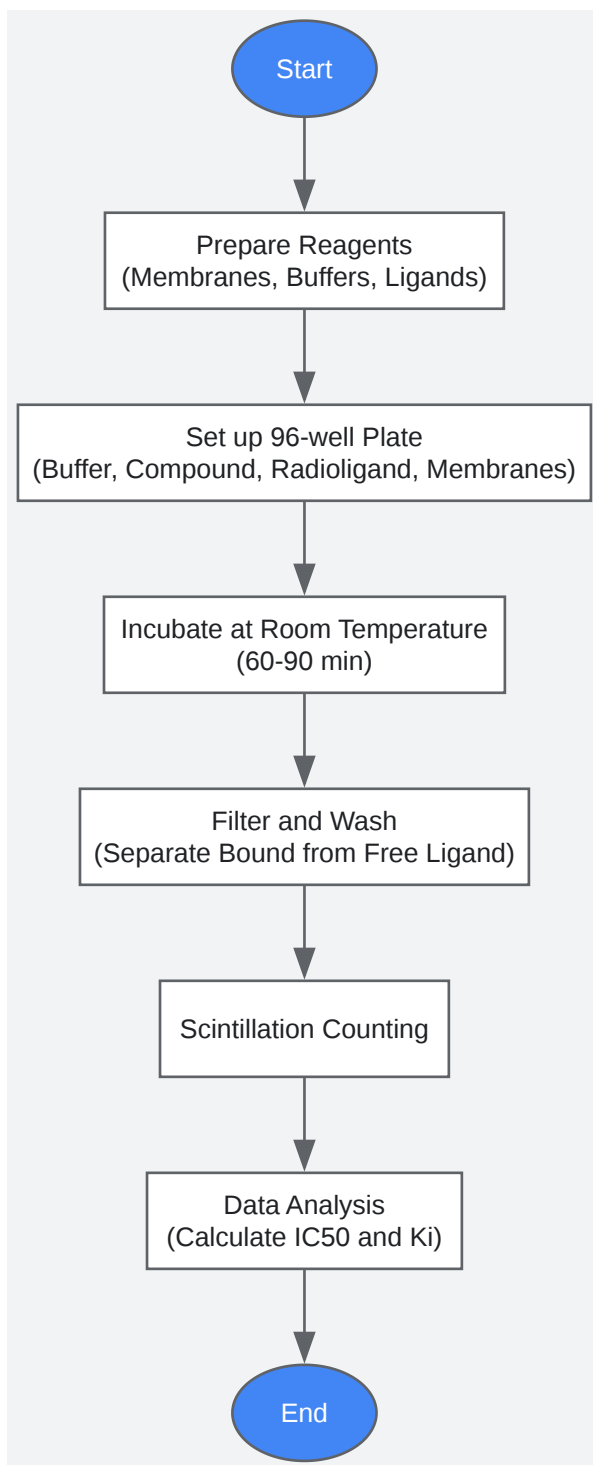 Start
Prepare Reagents
(Membranes, Buffers, Ligands)
Set up 96-well Plate
(Buffer, Compound, Radioligand, Membranes)
Incubate at Room Temperature
(60-90 min)
Filter and Wash
(Separate Bound from Free Ligand)
Scintillation Counting
Data Analysis
(Calculate IC50 and Ki)
End